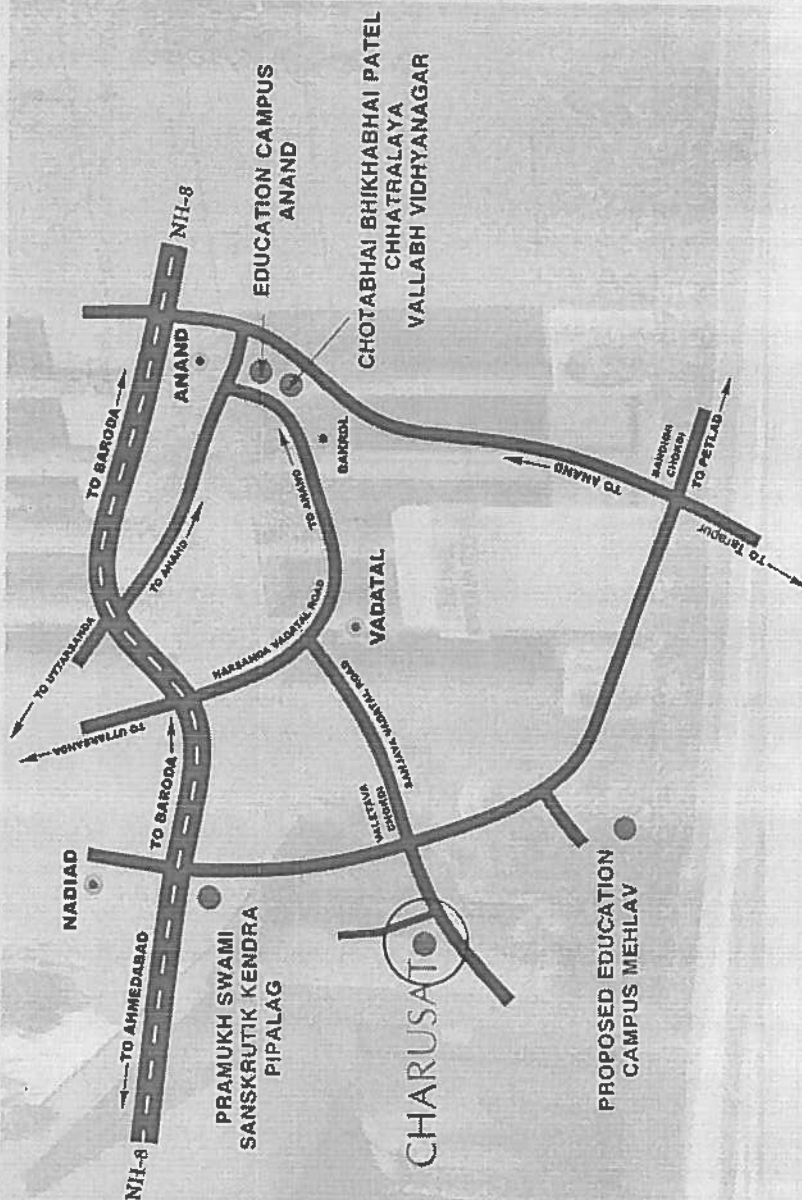 NH-8
TO AHMEDABAD
NADIAD
TO BARODA
TO UTTARSANDA
TO UTTARSANDA
TO BARODA
NH-8
PRAMUKH SWAMI
SANSKRUTIK KENDRA
PIPALAG
NARSANDA VADATAL ROAD
TO ANAND
ANAND
EDUCATION CAMPUS
ANAND
CHOTABHAI BHIKHABHAI PATEL
CHHATRALAYA
VALLABH VIDHYANAGAR
TO ANAND
BAKROL
VADATAL
SANJAYA VADATAL ROAD
VALETAVA
CHOKDI
CHARUSAT
TO ANAND
BANDHNI
CHOKDI
TO PETLAD
TO Tarapur
PROPOSED EDUCATION
CAMPUS MEHLAV